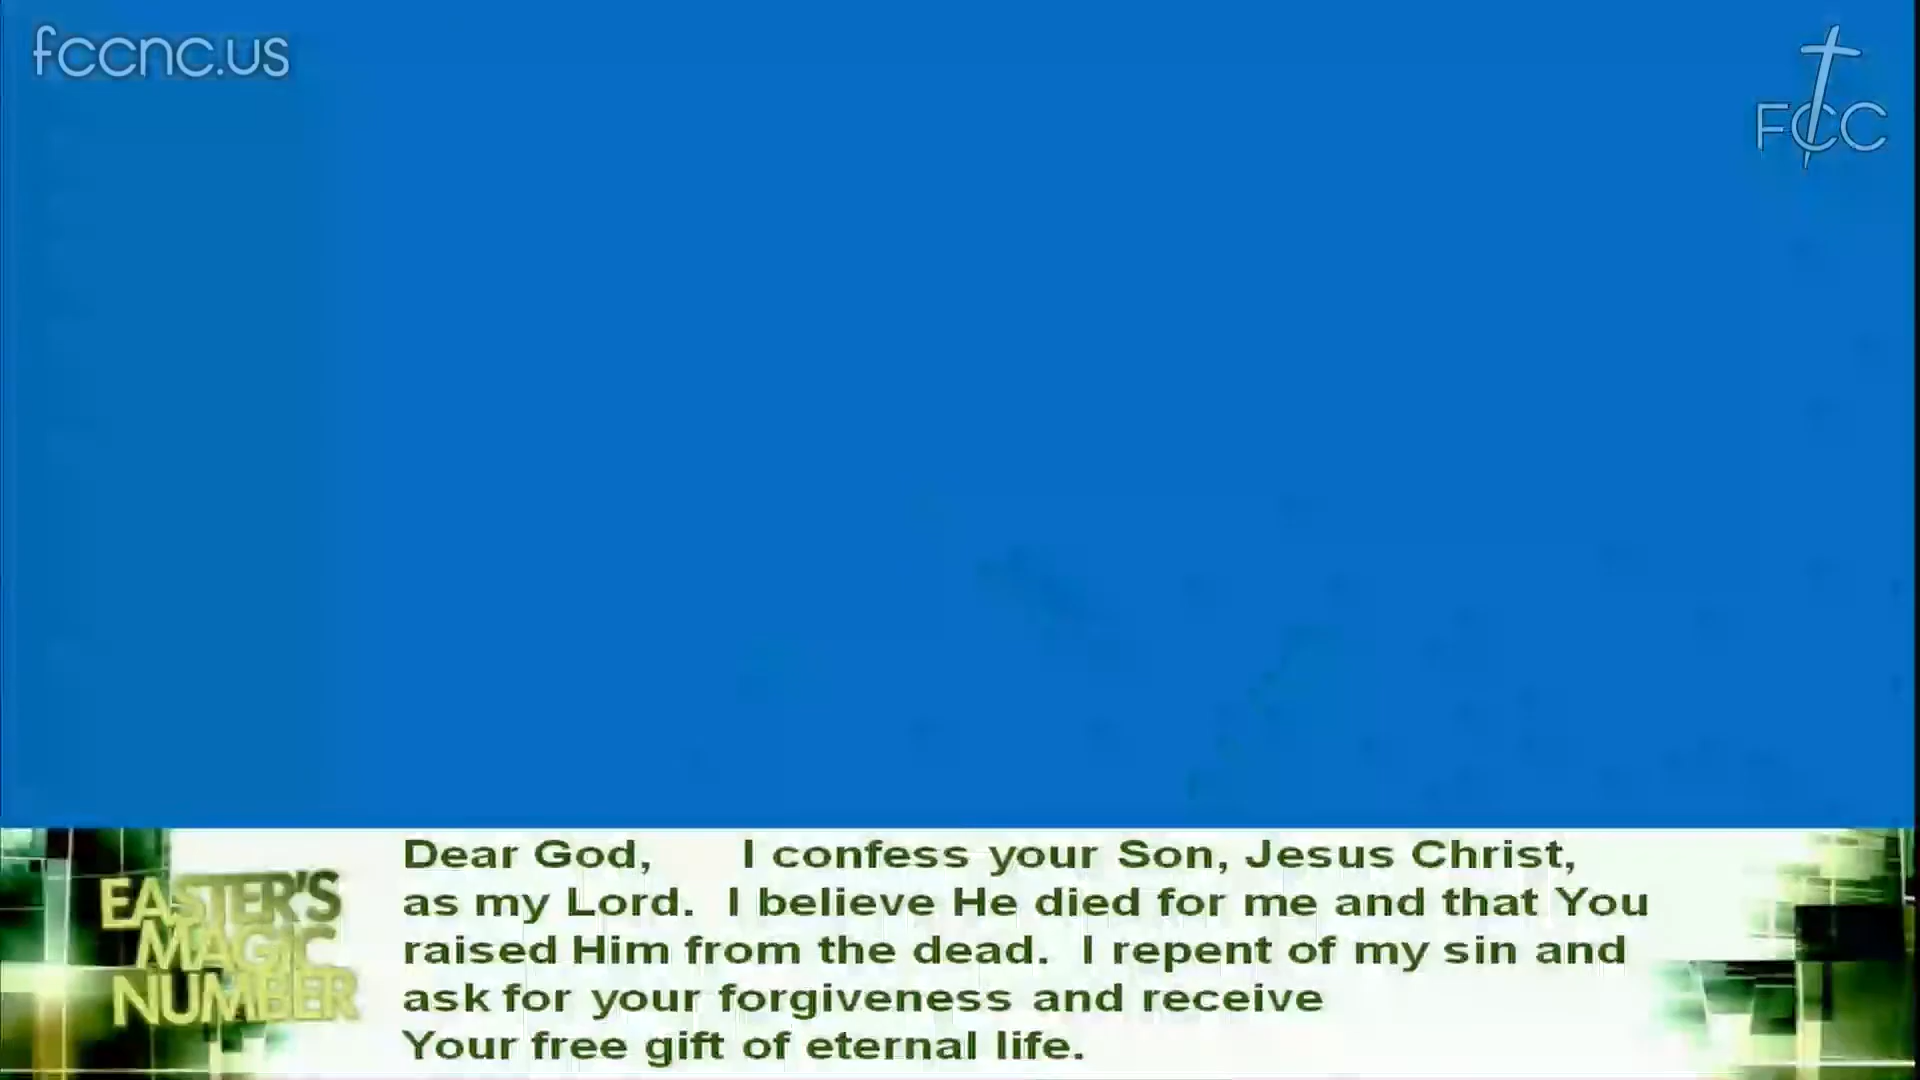 fccnc.us
FCC
EASTER'S
MAGIC
NUMBER
Dear God, I confess your Son, Jesus Christ,
as my Lord. I believe He died for me and that You
raised Him from the dead. I repent of my sin and
ask for your forgiveness and receive
Your free gift of eternal life.